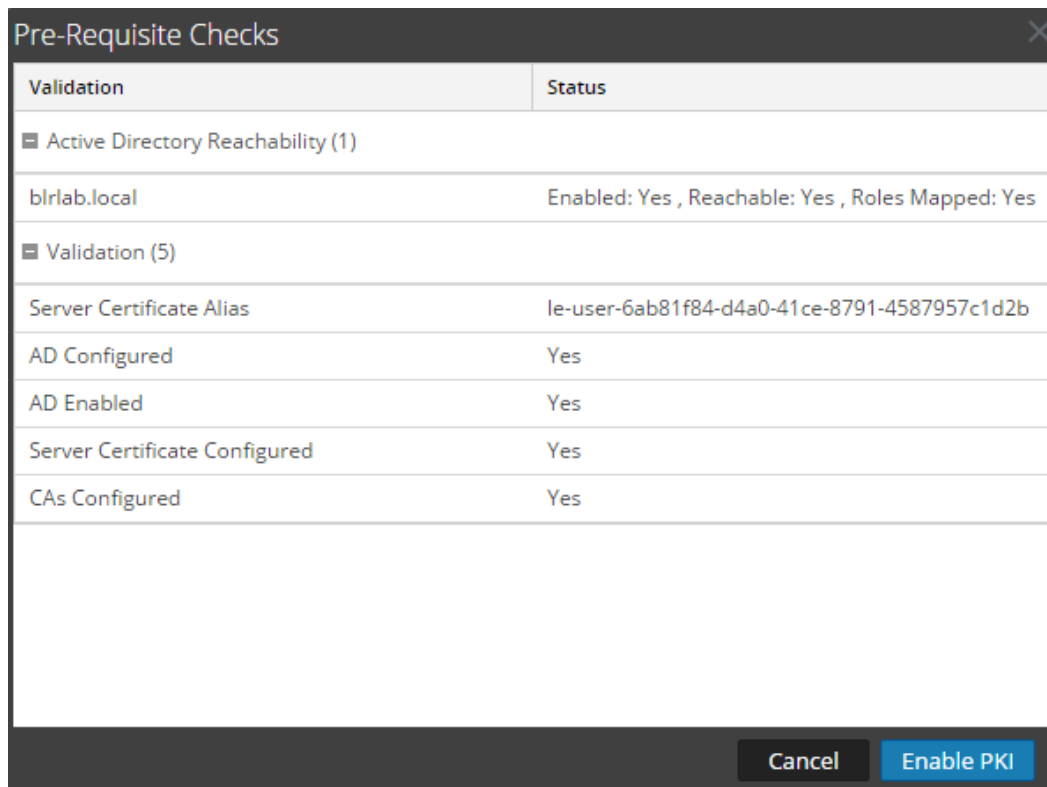 Pre-Requisite Checks
Validation Status
Active Directory Reachability (1)
blrlab.local Enabled: Yes , Reachable: Yes , Roles Mapped: Yes
Validation (5)
Server Certificate Alias le-user-6ab81f84-d4a0-41ce-8791-4587957c1d2b
AD Configured Yes
AD Enabled Yes
Server Certificate Configured Yes
CAs Configured Yes
Cancel Enable PKI